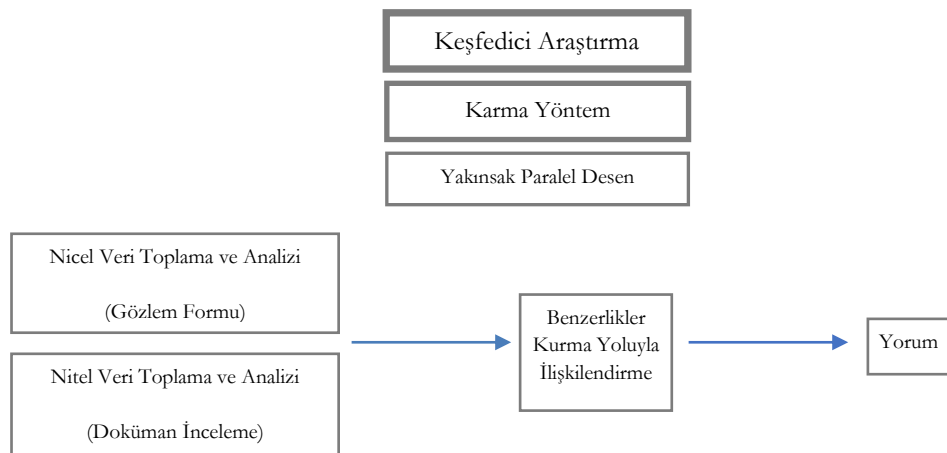 Keşfedici Araştırma
Karma Yöntem
Yakınsak Paralel Desen
Nicel Veri Toplama ve Analizi
(Gözlem Formu)
Nitel Veri Toplama ve Analizi
(Doküman İnceleme)
Benzerlikler
Kurma Yoluyla
İlişkilendirme
Yorum